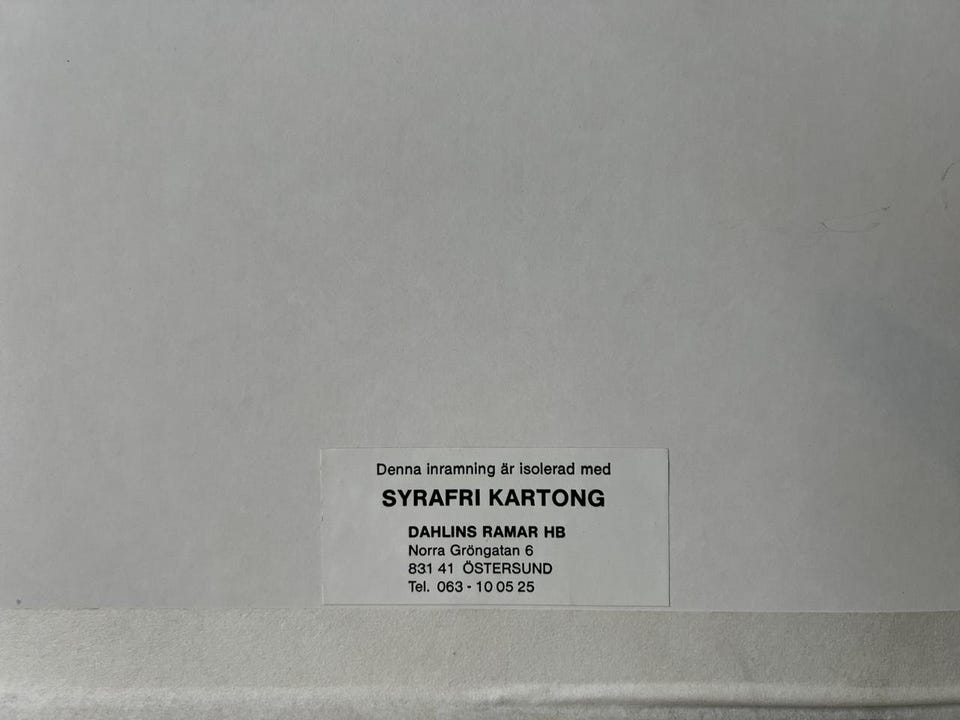 Denna inramning är isolerad med
SYRAFRI KARTONG
DAHLINS RAMAR HB
Norra Gröngatan 6
831 41 ÖSTERSUND
Tel. 063 - 10 05 25